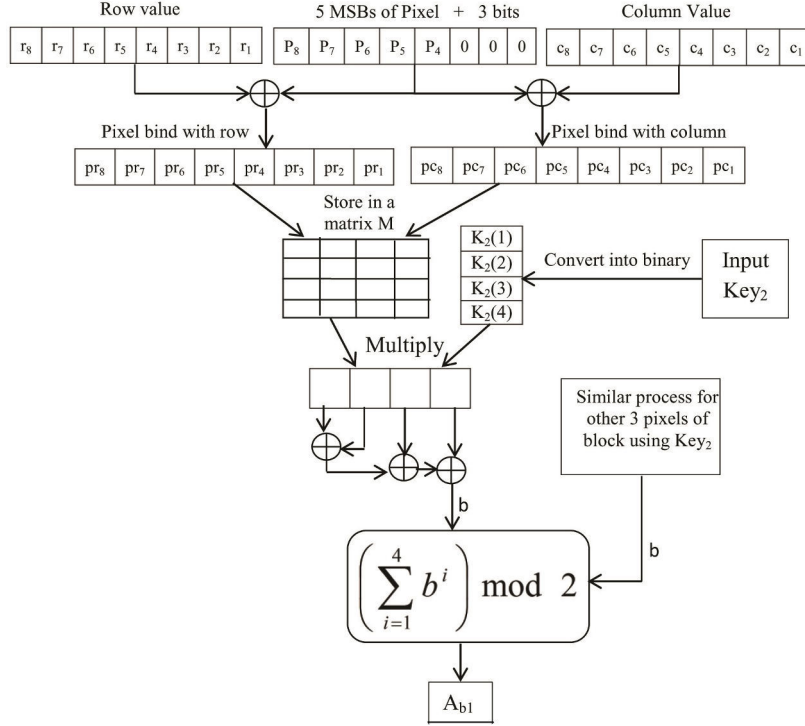 Row value
5 MSBs of Pixel + 3 bits
Column Value
r8 r7 r6 r5 r4 r3 r2 r1
P8 P7 P6 P5 P4 0 0 0
c8 c7 c6 c5 c4 c3 c2 c1
Pixel bind with row
Pixel bind with column
pr8 pr7 pr6 pr5 pr4 pr3 pr2 pr1
pc8 pc7 pc6 pc5 pc4 pc3 pc2 pc1
Store in a
matrix M
K2(1)
K2(2)
K2(3)
K2(4)
Convert into binary
Input
Key2
Multiply
Similar process for
other 3 pixels of
block using Key2
b
b
(∑_{i=1}^{4} b^i) mod 2
Ab1